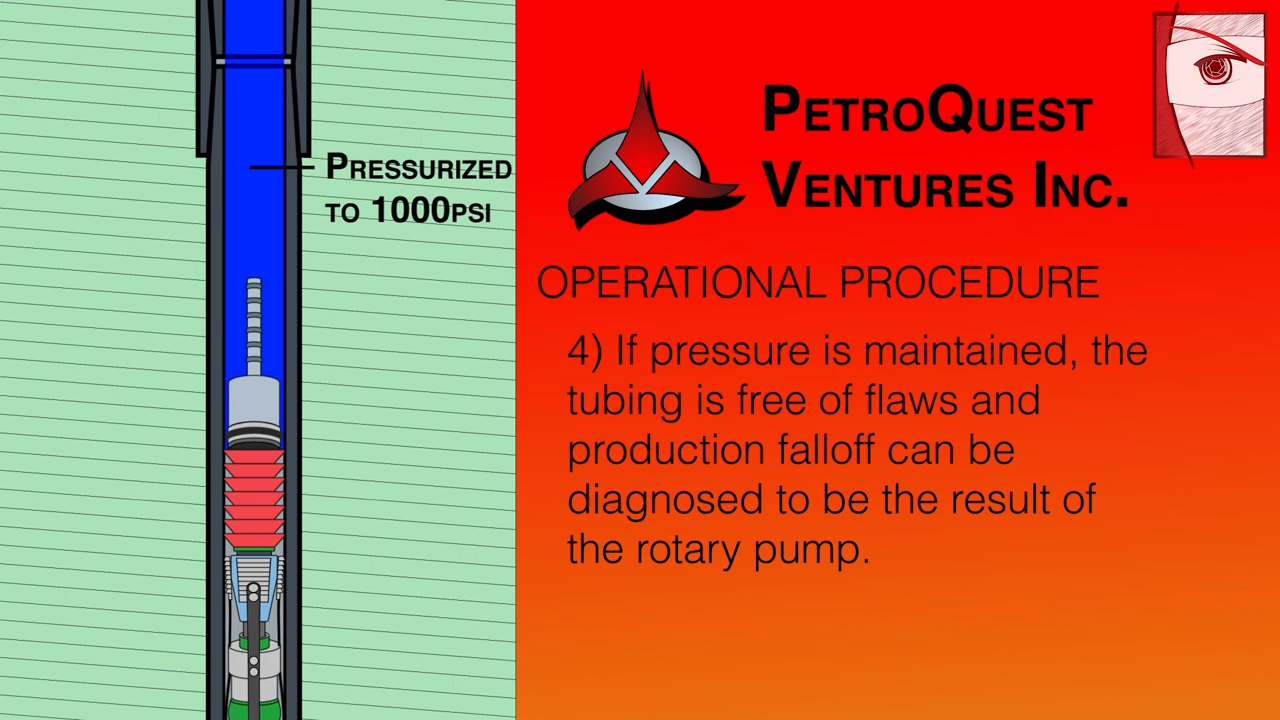 Pressurized
to 1000psi
PetroQuest
Ventures Inc.
OPERATIONAL PROCEDURE
4) If pressure is maintained, the
tubing is free of flaws and
production falloff can be
diagnosed to be the result of
the rotary pump.